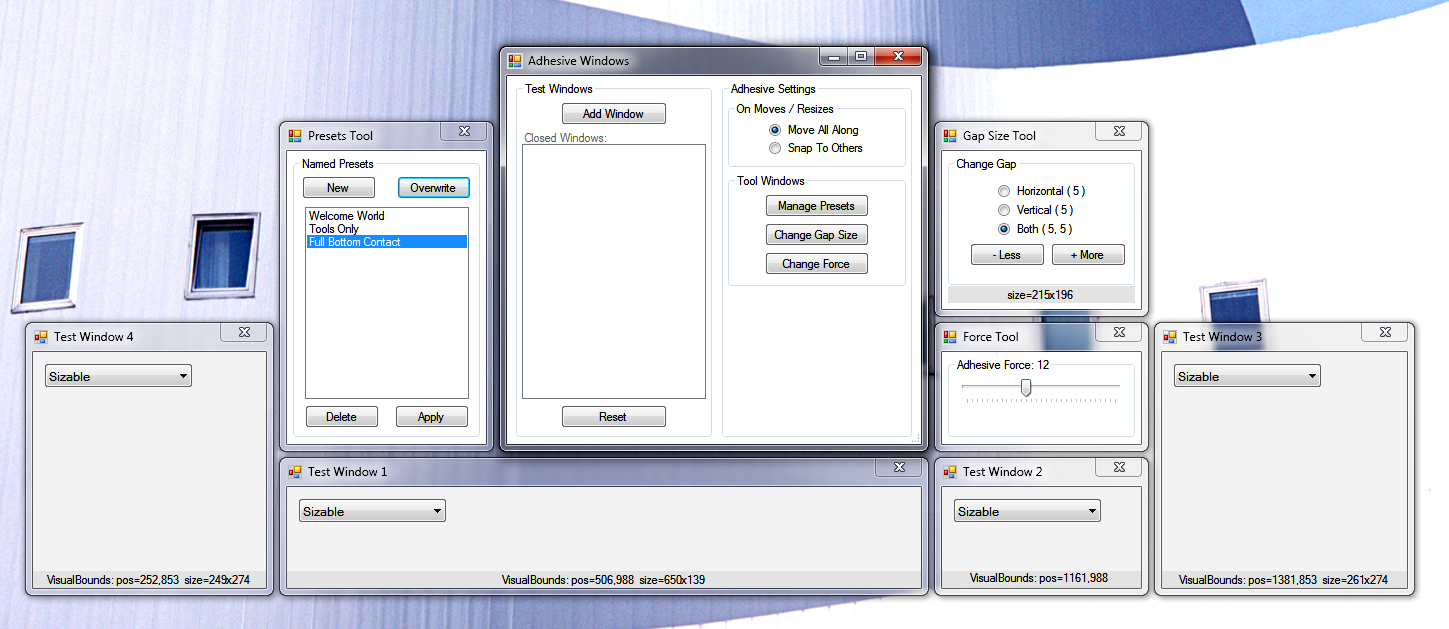 Adhesive Windows
Test Windows
Add Window
Closed Windows:
Reset
Adhesive Settings
On Moves / Resizes
Move All Along
Snap To Others
Tool Windows
Manage Presets
Change Gap Size
Change Force
Presets Tool
Named Presets
New
Overwrite
Welcome World
Tools Only
Full Bottom Contact
Delete
Apply
Gap Size Tool
Change Gap
Horizontal ( 5 )
Vertical ( 5 )
Both ( 5, 5 )
- Less
+ More
size=215x196
Test Window 4
Sizable
VisualBounds: pos=252,853 size=249x274
Force Tool
Adhesive Force: 12
Test Window 3
Sizable
VisualBounds: pos=1381,853 size=261x274
Test Window 1
Sizable
VisualBounds: pos=506,988 size=650x139
Test Window 2
Sizable
VisualBounds: pos=1161,988